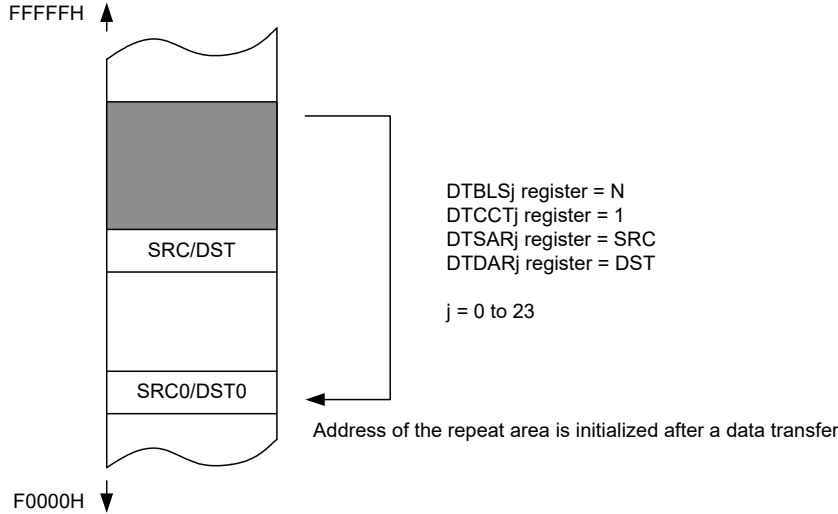 FFFFFH
SRC/DST
DTBLSj register = N
DTCCTj register = 1
DTSARj register = SRC
DTDARj register = DST
j = 0 to 23
SRC0/DST0
Address of the repeat area is initialized after a data transfer
F0000H